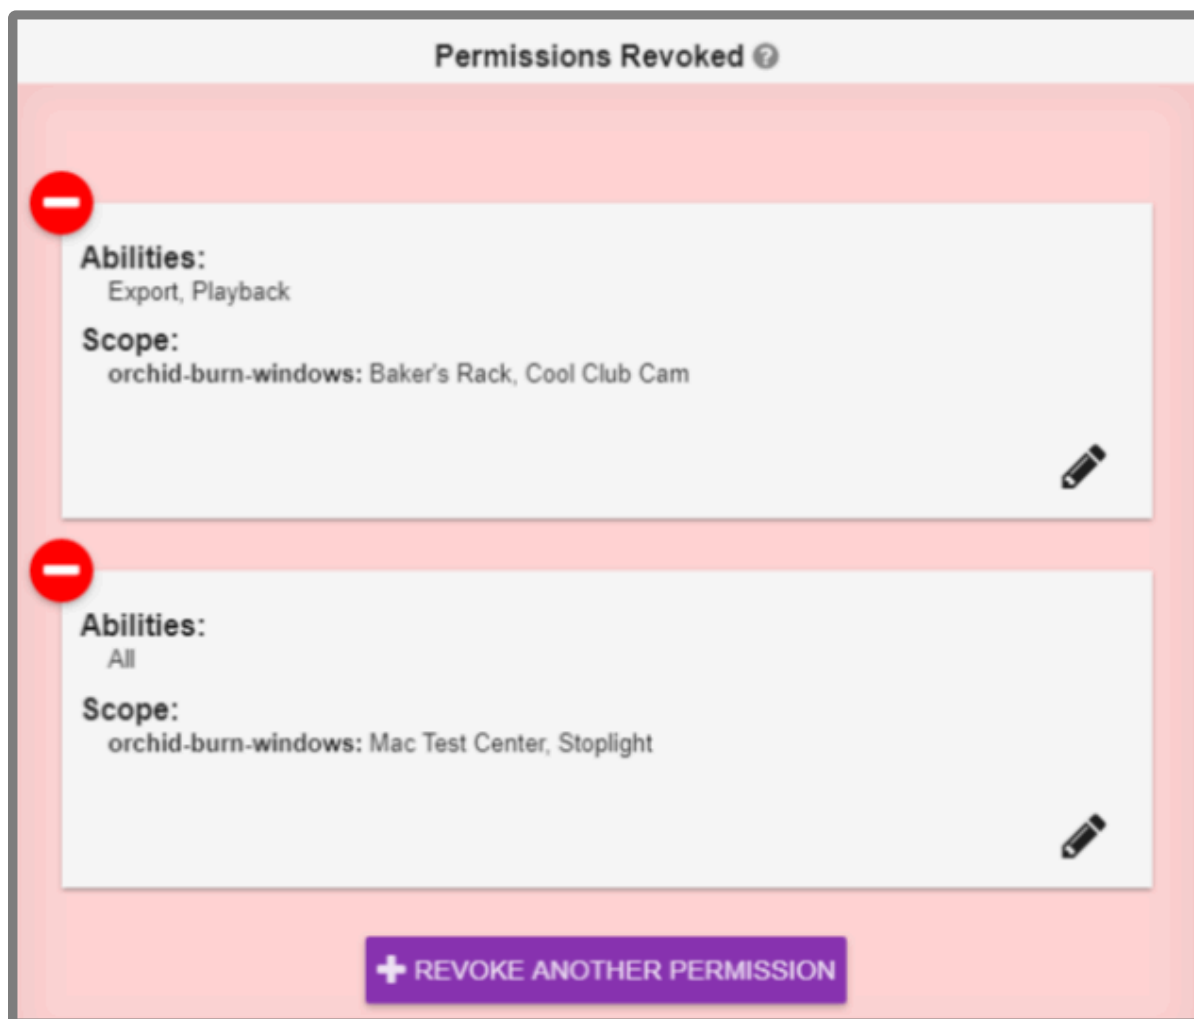 Permissions Revoked ?
Abilities:
Export, Playback
Scope:
orchid-burn-windows: Baker's Rack, Cool Club Cam
Abilities:
All
Scope:
orchid-burn-windows: Mac Test Center, Stoplight
REVOKE ANOTHER PERMISSION